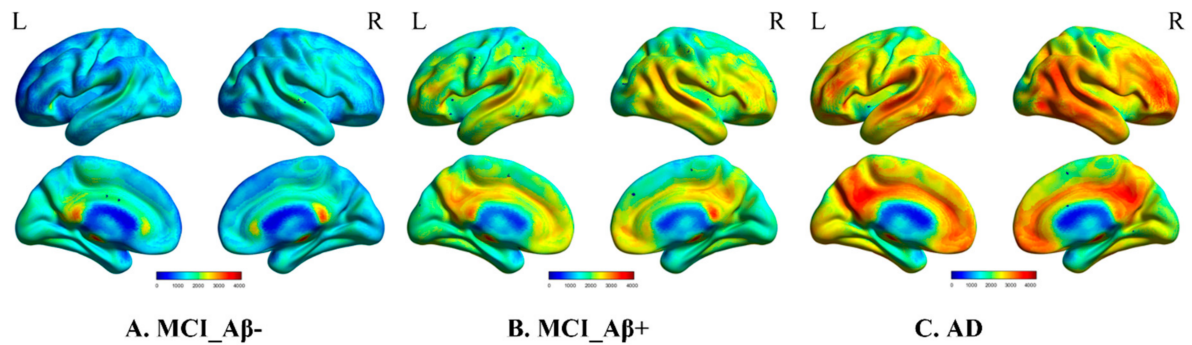 L R L R L R
0 1000 2000 3000 4000 0 1000 2000 3000 4000 0 1000 2000 3000 4000
A. MCI_Aβ- B. MCI_Aβ+ C. AD